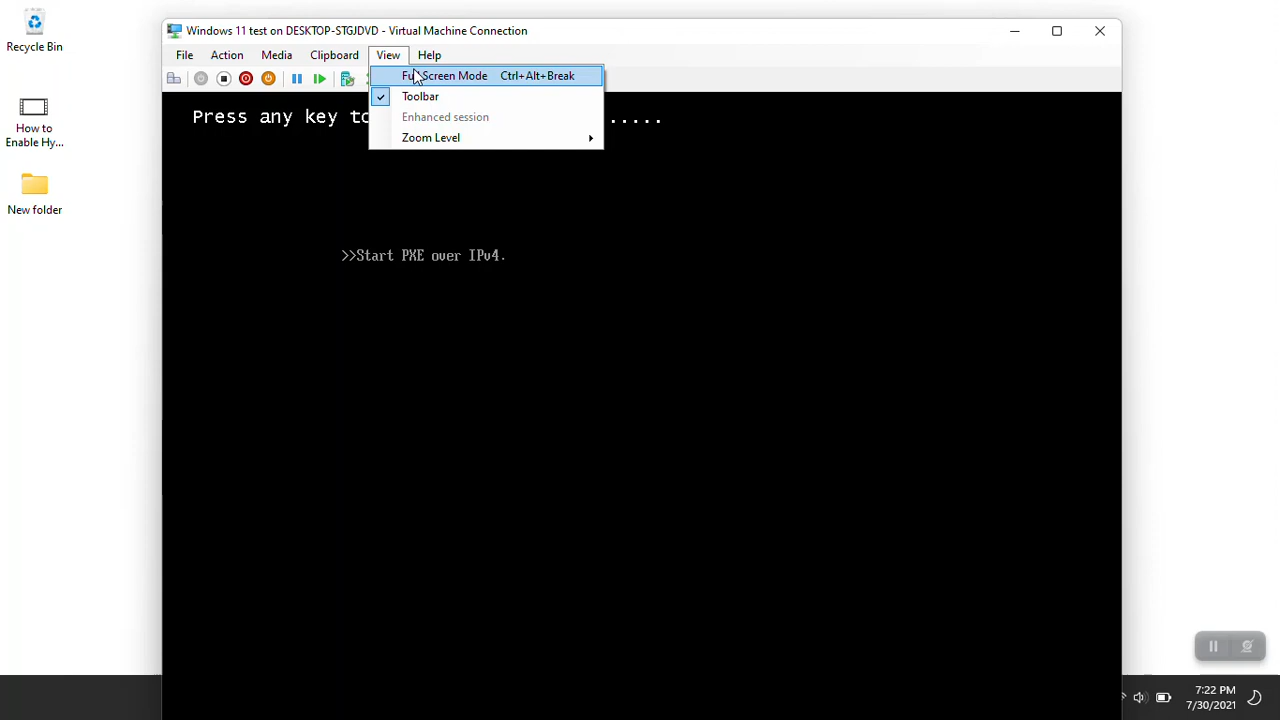 Recycle Bin
How to
Enable Hy...
New folder
Windows 11 test on DESKTOP-STGJDVD - Virtual Machine Connection
File Action Media Clipboard View Help
Full Screen Mode Ctrl+Alt+Break
Toolbar
Enhanced session
Zoom Level
Press any key to .....
>>Start PXE over IPv4.
7:22 PM
7/30/2021